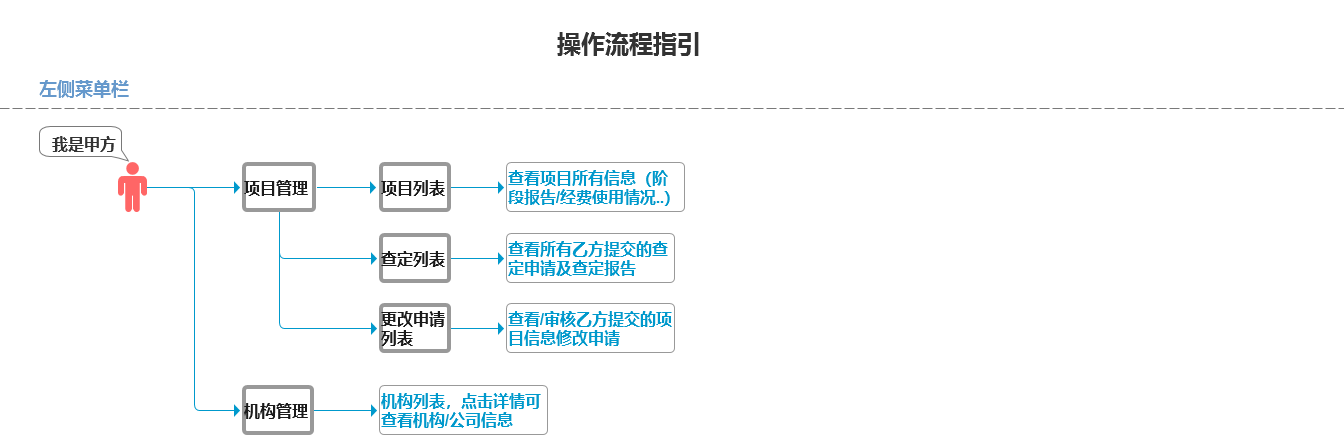 操作流程指引
左侧菜单栏
我是甲方
项目管理
项目列表
查看项目所有信息（阶
段报告/经费使用情况..）
查定列表
查看所有乙方提交的查
定申请及查定报告
更改申请
列表
查看/审核乙方提交的项
目信息修改申请
机构管理
机构列表，点击详情可
查看机构/公司信息